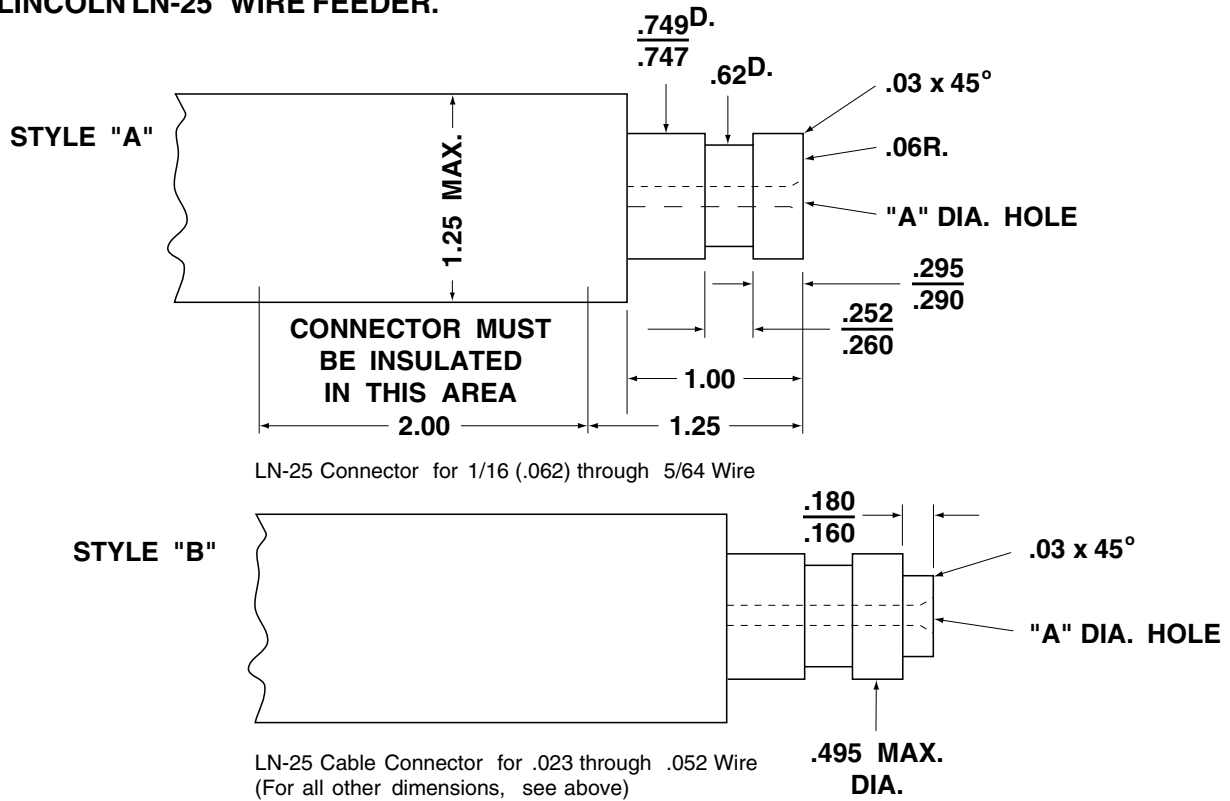 LINCOLN LN-25 WIRE FEEDER.
.749 D.
.747
.62D.
.03 x 45°
STYLE "A"
1.25 MAX.
.06R.
"A" DIA. HOLE
.295
.290
.252
.260
CONNECTOR MUST
BE INSULATED
IN THIS AREA
1.00
2.00
1.25
LN-25 Connector for 1/16 (.062) through 5/64 Wire
.180
.160
STYLE "B"
.03 x 45°
"A" DIA. HOLE
.495 MAX.
DIA.
LN-25 Cable Connector for .023 through .052 Wire
(For all other dimensions, see above)